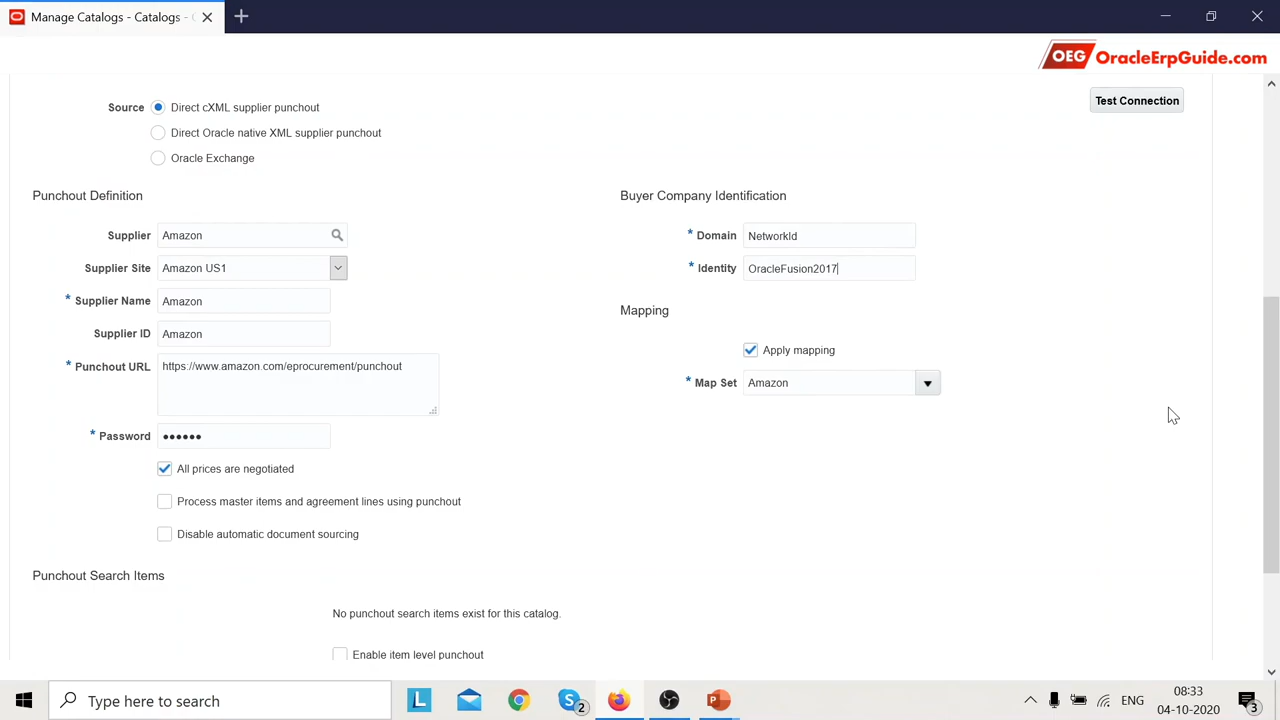 Manage Catalogs - Catalogs -
OEG OracleErpGuide.com
Source
Direct cXML supplier punchout
Test Connection
Direct Oracle native XML supplier punchout
Oracle Exchange
Punchout Definition
Buyer Company Identification
Supplier Amazon
* Domain NetworkId
Supplier Site Amazon US1
* Identity OracleFusion2017
* Supplier Name Amazon
Mapping
Supplier ID Amazon
Apply mapping
* Punchout URL https://www.amazon.com/eprocurement/punchout
* Map Set Amazon
* Password ••••••
All prices are negotiated
Process master items and agreement lines using punchout
Disable automatic document sourcing
Punchout Search Items
No punchout search items exist for this catalog.
Enable item level punchout
Type here to search
L
S 2
P
ENG
08:33
04-10-2020
3